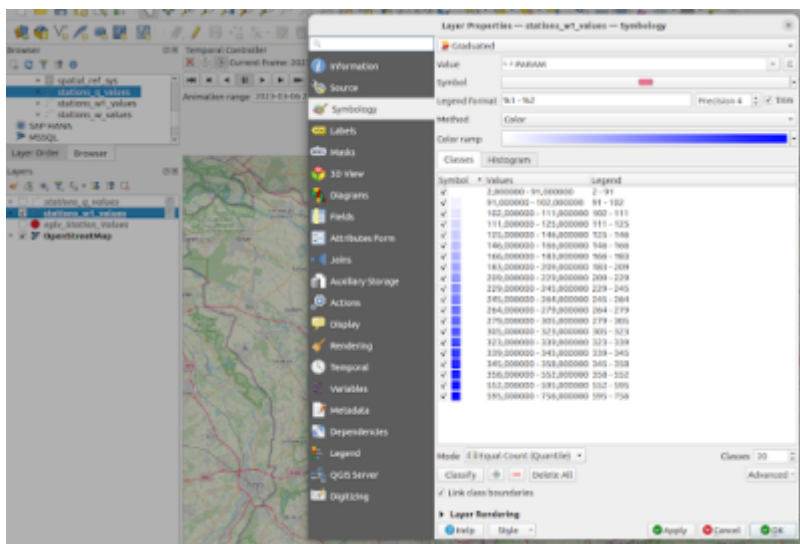 Layer Properties — stations_wt_values — Symbology
Browser
Temporal Controller
Current Frame: 2023
Animation range 2023-03-06 2
spatial_ref_sys
stations_q_values
stations_wt_values
stations_w_values
SAP HANA
MSSQL
Layer Order Browser
Layers
stations_q_values
stations_wt_values
OpenStreetMap
Information
Source
Symbology
Labels
Masks
3D View
Diagrams
Fields
Attributes Form
Joins
Auxiliary Storage
Actions
Display
Rendering
Temporal
Variables
Metadata
Dependencies
Legend
QGIS Server
Digitizing
Graduated
Value PARAM
Symbol
Legend Format %1 - %2 Precision 4 Trim
Method Color
Color ramp
Classes Histogram
Symbol Values Legend
2,000000 - 91,000000 2 - 91
91,000000 - 102,000000 91 - 102
102,000000 - 111,000000 102 - 111
111,000000 - 125,000000 111 - 125
125,000000 - 146,000000 125 - 146
146,000000 - 166,000000 146 - 166
166,000000 - 183,000000 166 - 183
183,000000 - 209,000000 183 - 209
209,000000 - 229,000000 209 - 229
229,000000 - 245,000000 229 - 245
245,000000 - 264,000000 245 - 264
264,000000 - 279,000000 264 - 279
279,000000 - 305,000000 279 - 305
305,000000 - 323,000000 305 - 323
323,000000 - 339,000000 323 - 339
339,000000 - 345,000000 339 - 345
345,000000 - 358,000000 345 - 358
358,000000 - 552,000000 358 - 552
552,000000 - 595,000000 552 - 595
595,000000 - 756,000000 595 - 756
Mode Equal Count (Quantile) Classes 20
Classify Delete All Advanced
Link class boundaries
Layer Rendering
Help Style Apply Cancel OK